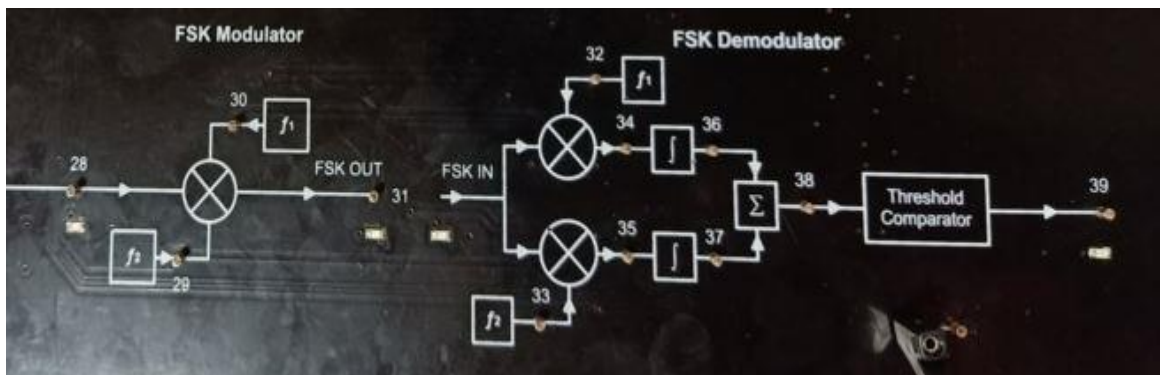 FSK Modulator
FSK Demodulator
30
f₁
28
FSK OUT
31
f₂
29
32
f₁
FSK IN
34
∫
36
Σ
38
Threshold
Comparator
39
35
∫
37
f₂
33